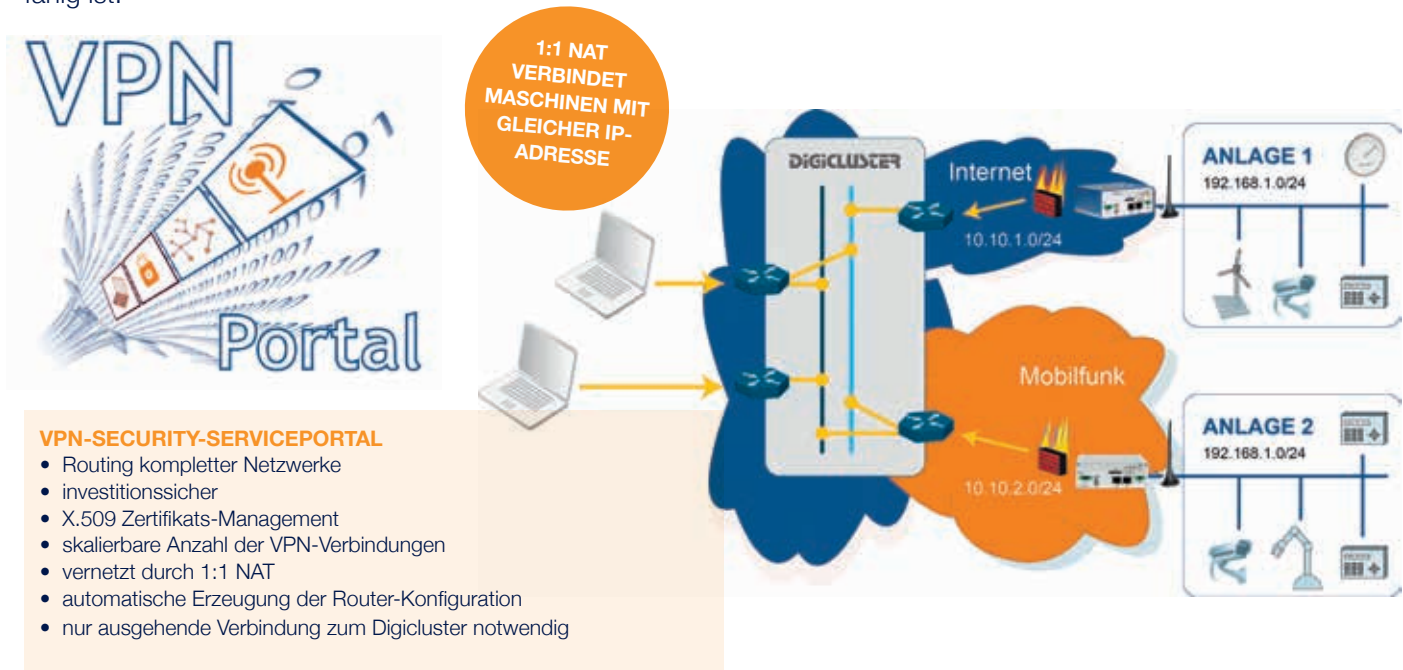 fähig ist.
VPN
Portal
1:1 NAT
VERBINDET
MASCHINEN MIT
GLEICHER IP-
ADRESSE
DIGICLUSTER
Internet
10.10.1.0/24
ANLAGE 1
192.168.1.0/24
Mobilfunk
10.10.2.0/24
ANLAGE 2
192.168.1.0/24
VPN-SECURITY-SERVICEPORTAL
• Routing kompletter Netzwerke
• investitionssicher
• X.509 Zertifikats-Management
• skalierbare Anzahl der VPN-Verbindungen
• vernetzt durch 1:1 NAT
• automatische Erzeugung der Router-Konfiguration
• nur ausgehende Verbindung zum Digicluster notwendig